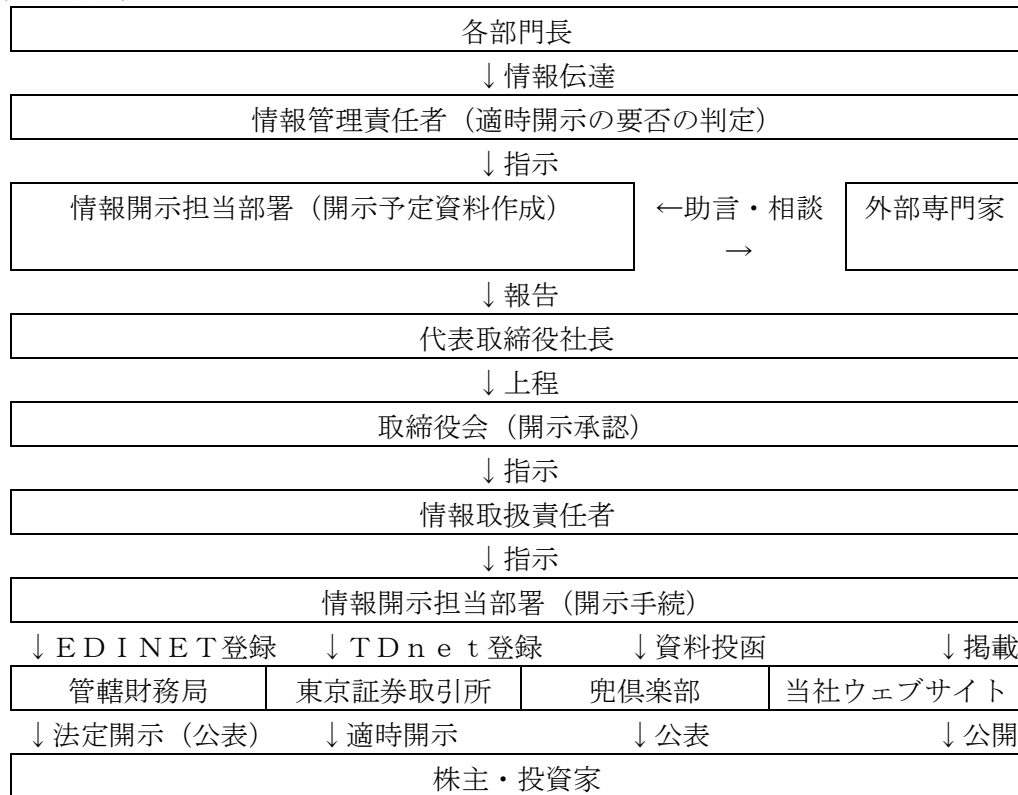 各部門長
↓情報伝達
情報管理責任者（適時開示の要否の判定）
↓指示
情報開示担当部署（開示予定資料作成） ←助言・相談 外部専門家
→
↓報告
代表取締役社長
↓上程
取締役会（開示承認）
↓指示
情報取扱責任者
↓指示
情報開示担当部署（開示手続）
↓ＥＤＩＮＥＴ登録 ↓ＴＤｎｅｔ登録 ↓資料投函 ↓掲載
管轄財務局 東京証券取引所 兜倶楽部 当社ウェブサイト
↓法定開示（公表） ↓適時開示 ↓公表 ↓公開
株主・投資家